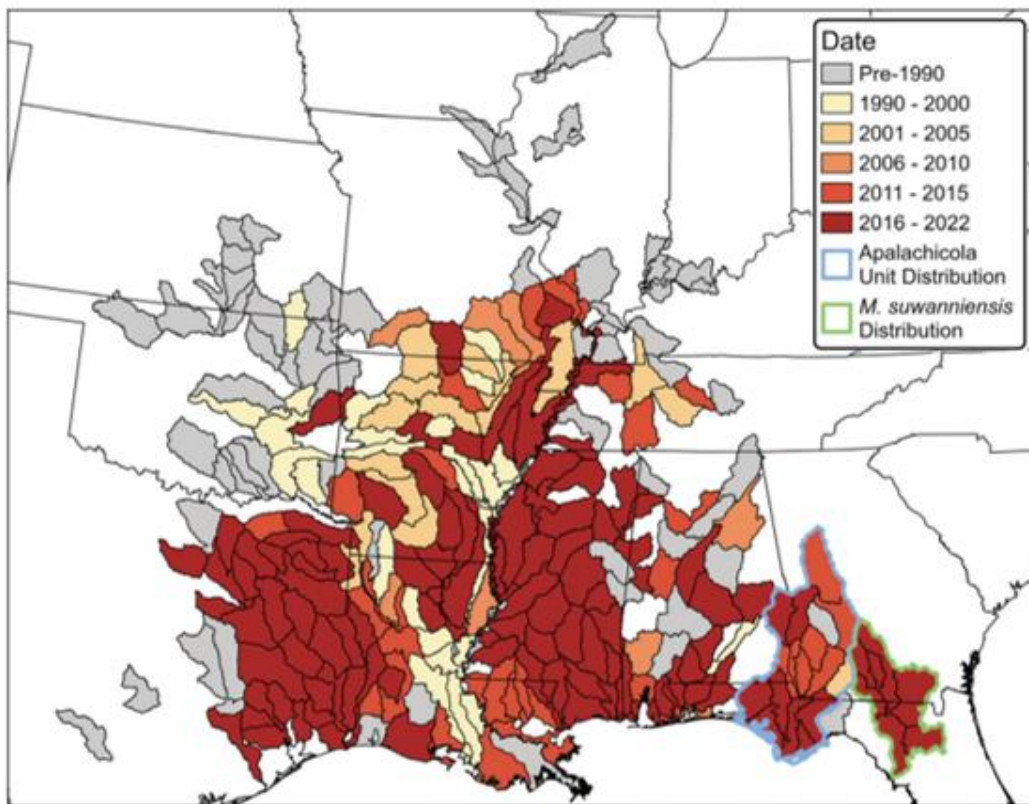 Date
Pre-1990
1990 - 2000
2001 - 2005
2006 - 2010
2011 - 2015
2016 - 2022
Apalachicola
Unit Distribution
M. suwanniensis
Distribution